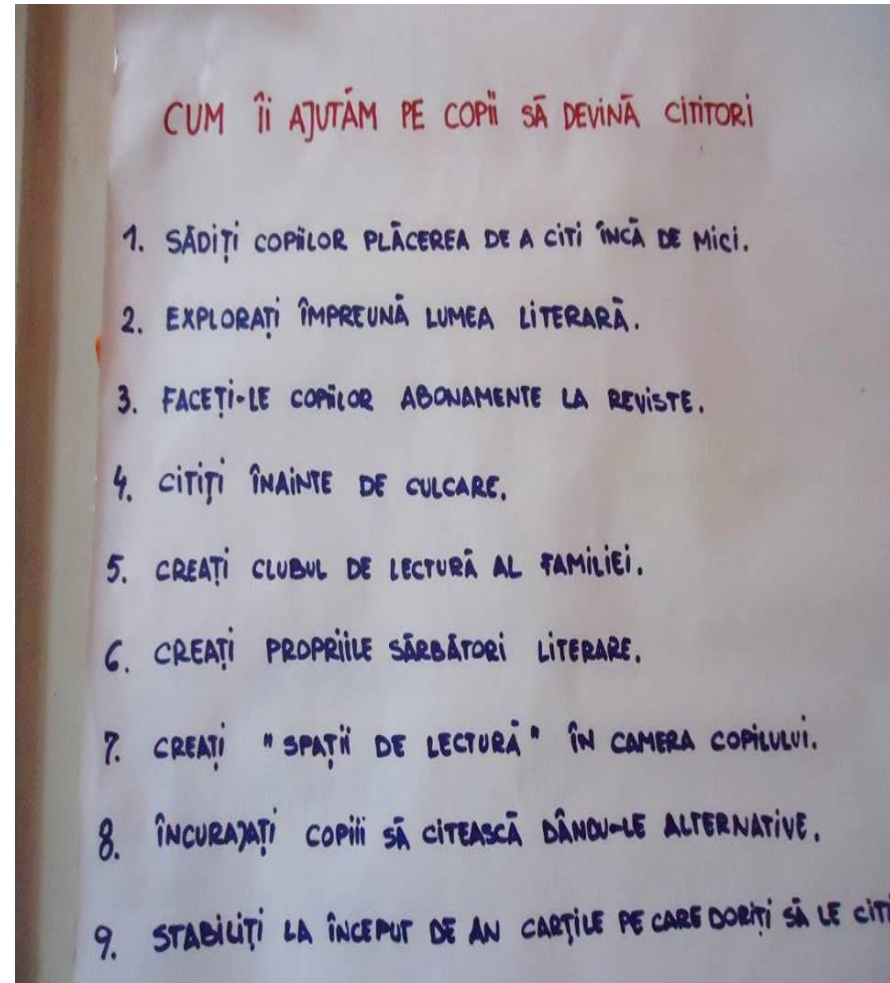 CUM ÎI AJUTĂM PE COPII SĂ DEVINĂ CITITORI
1. SĂDIȚI COPIILOR PLĂCEREA DE A CITI ÎNCĂ DE MICI.
2. EXPLORAȚI ÎMPREUNĂ LUMEA LITERARĂ.
3. FACEȚI-LE COPIILOR ABONAMENTE LA REVISTE.
4. CITIȚI ÎNAINTE DE CULCARE.
5. CREAȚI CLUBUL DE LECTURĂ AL FAMILIEI.
6. CREAȚI PROPRIILE SĂRBĂTORI LITERARE.
7. CREAȚI "SPAȚII DE LECTURĂ" ÎN CAMERA COPILULUI.
8. ÎNCURAJAȚI COPIII SĂ CITEASCĂ DÂNDU-LE ALTERNATIVE.
9. STABILIȚI LA ÎNCEPUT DE AN CARȚILE PE CARE DORIȚI SĂ LE CITI